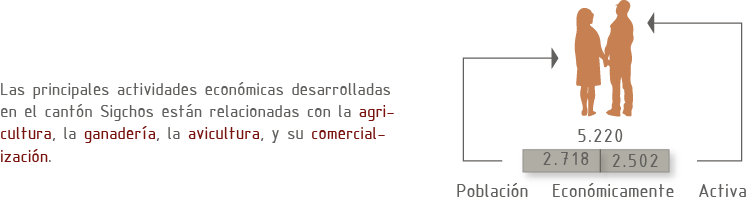 Las principales actividades económicas desarrolladas
en el cantón Sigchos están relacionadas con la agri-
cultura, la ganadería, la avicultura, y su comercial-
ización.
5.220
2.718 2.502
Población Económicamente Activa